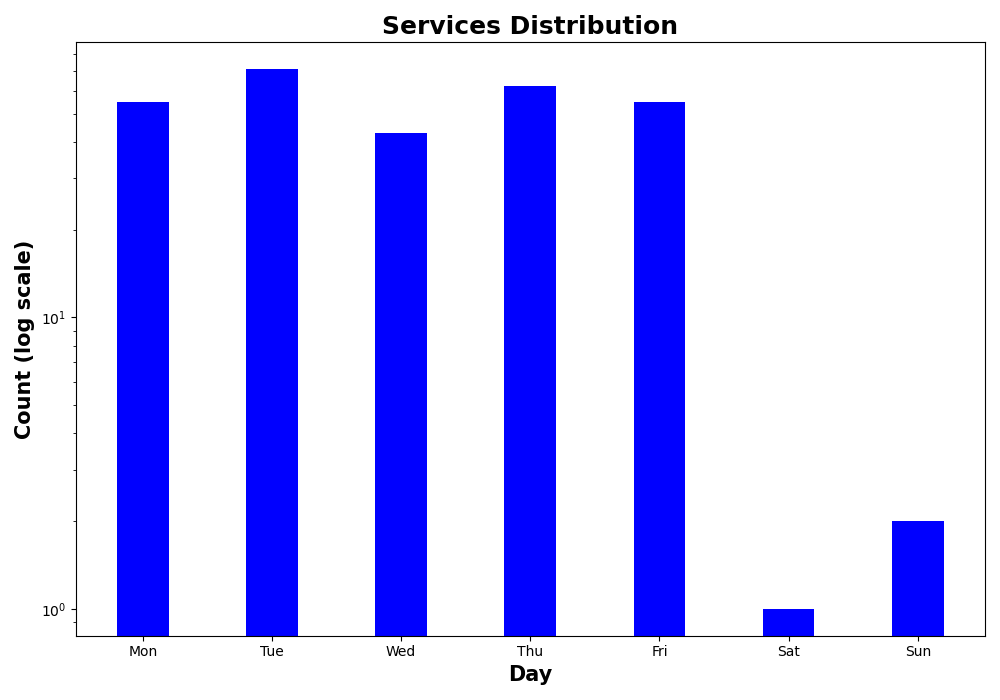 Services Distribution
Count (log scale)
10¹
10⁰
Mon Tue Wed Thu Fri Sat Sun
Day